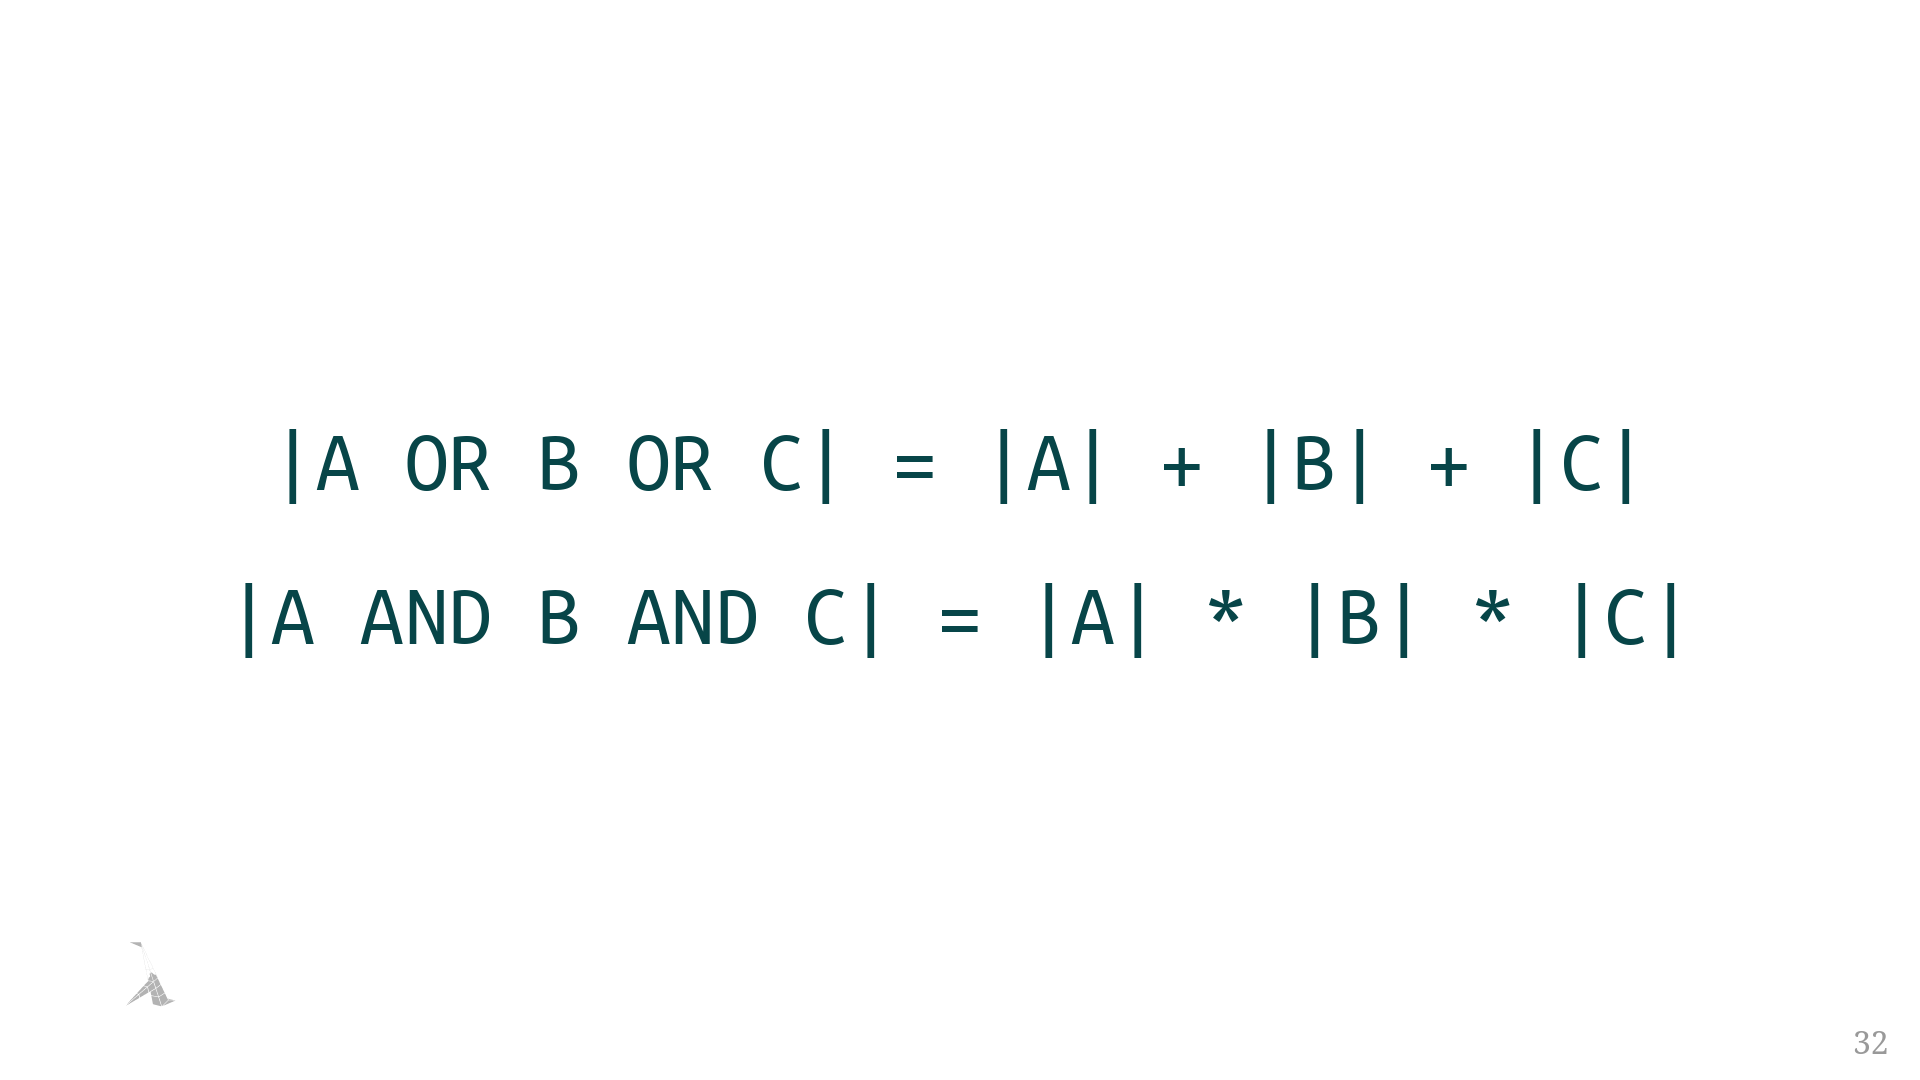 |A OR B OR C| = |A| + |B| + |C|
|A AND B AND C| = |A| * |B| * |C|
32